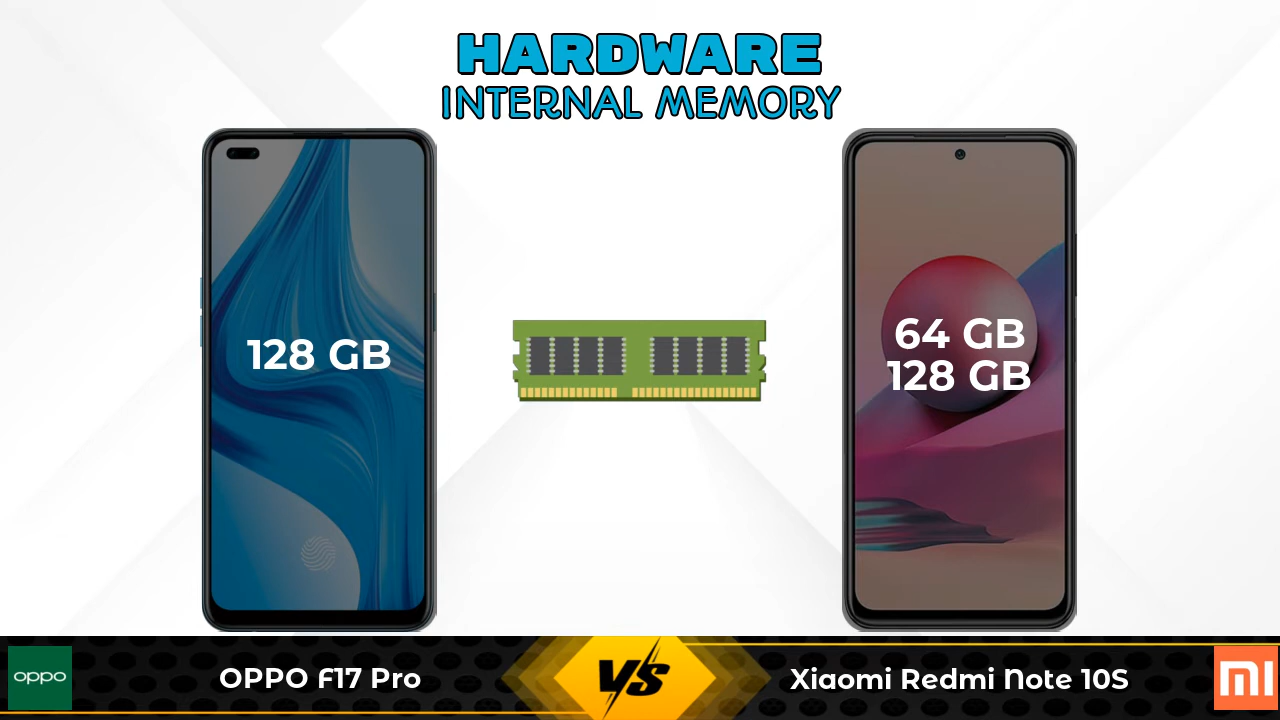 HARDWARE
INTERNAL MEMORY
128 GB
64 GB
128 GB
oppo
OPPO F17 Pro
VS
Xiaomi Redmi Note 10S
mi